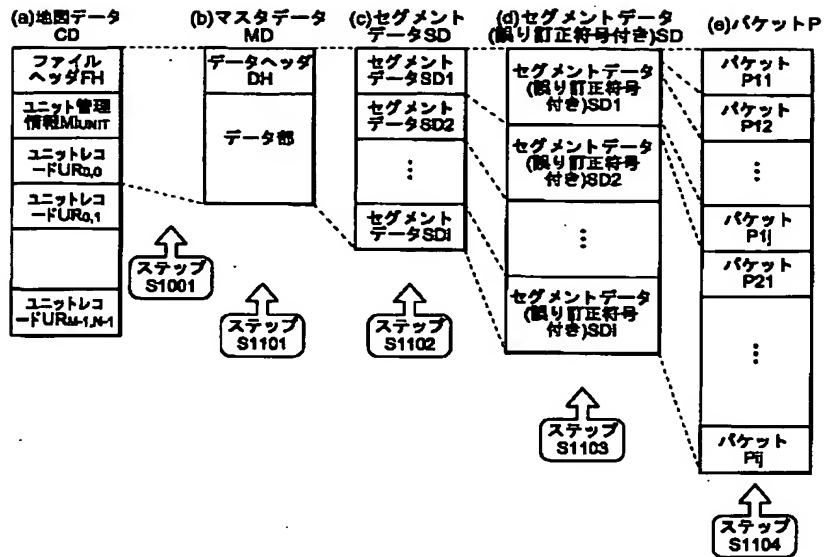 (a)地図データ
CD
ファイル
ヘッダFH
ユニット管理
情報MIUNIT
ユニットレコ
ードUR0,0
ユニットレコ
ードUR0,1
ユニットレコ
ードURM-1,N-1
ステップ
S1001
(b)マスタデータ
MD
データヘッダ
DH
データ部
ステップ
S1101
(c)セグメント
データSD
セグメント
データSD1
セグメント
データSD2
⋮
セグメント
データSDi
ステップ
S1102
(d)セグメントデータ
(誤り訂正符号付き)SD
セグメントデータ
(誤り訂正符号
付き)SD1
セグメントデータ
(誤り訂正符号
付き)SD2
⋮
セグメントデータ
(誤り訂正符号
付き)SDi
ステップ
S1103
(e)パケットP
パケット
P11
パケット
P12
⋮
パケット
P1j
パケット
P21
⋮
パケット
Pij
ステップ
S1104